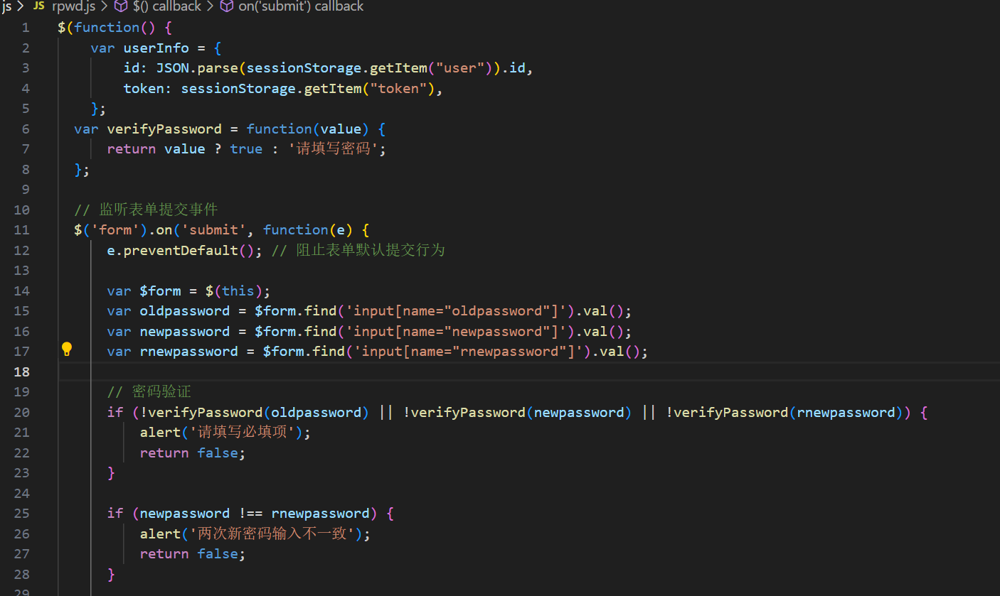 js > JS rpwd.js > $() callback > on('submit') callback
1 $(function() {
2 var userInfo = {
3 id: JSON.parse(sessionStorage.getItem("user")).id,
4 token: sessionStorage.getItem("token"),
5 };
6 var verifyPassword = function(value) {
7 return value ? true : '请填写密码';
8 };
9
10 // 监听表单提交事件
11 $('form').on('submit', function(e) {
12 e.preventDefault(); // 阻止表单默认提交行为
13
14 var $form = $(this);
15 var oldpassword = $form.find('input[name="oldpassword"]').val();
16 var newpassword = $form.find('input[name="newpassword"]').val();
17 var rnewpassword = $form.find('input[name="rnewpassword"]').val();
18
19 // 密码验证
20 if (!verifyPassword(oldpassword) || !verifyPassword(newpassword) || !verifyPassword(rnewpassword)) {
21 alert('请填写必填项');
22 return false;
23 }
24
25 if (newpassword !== rnewpassword) {
26 alert('两次新密码输入不一致');
27 return false;
28 }
29